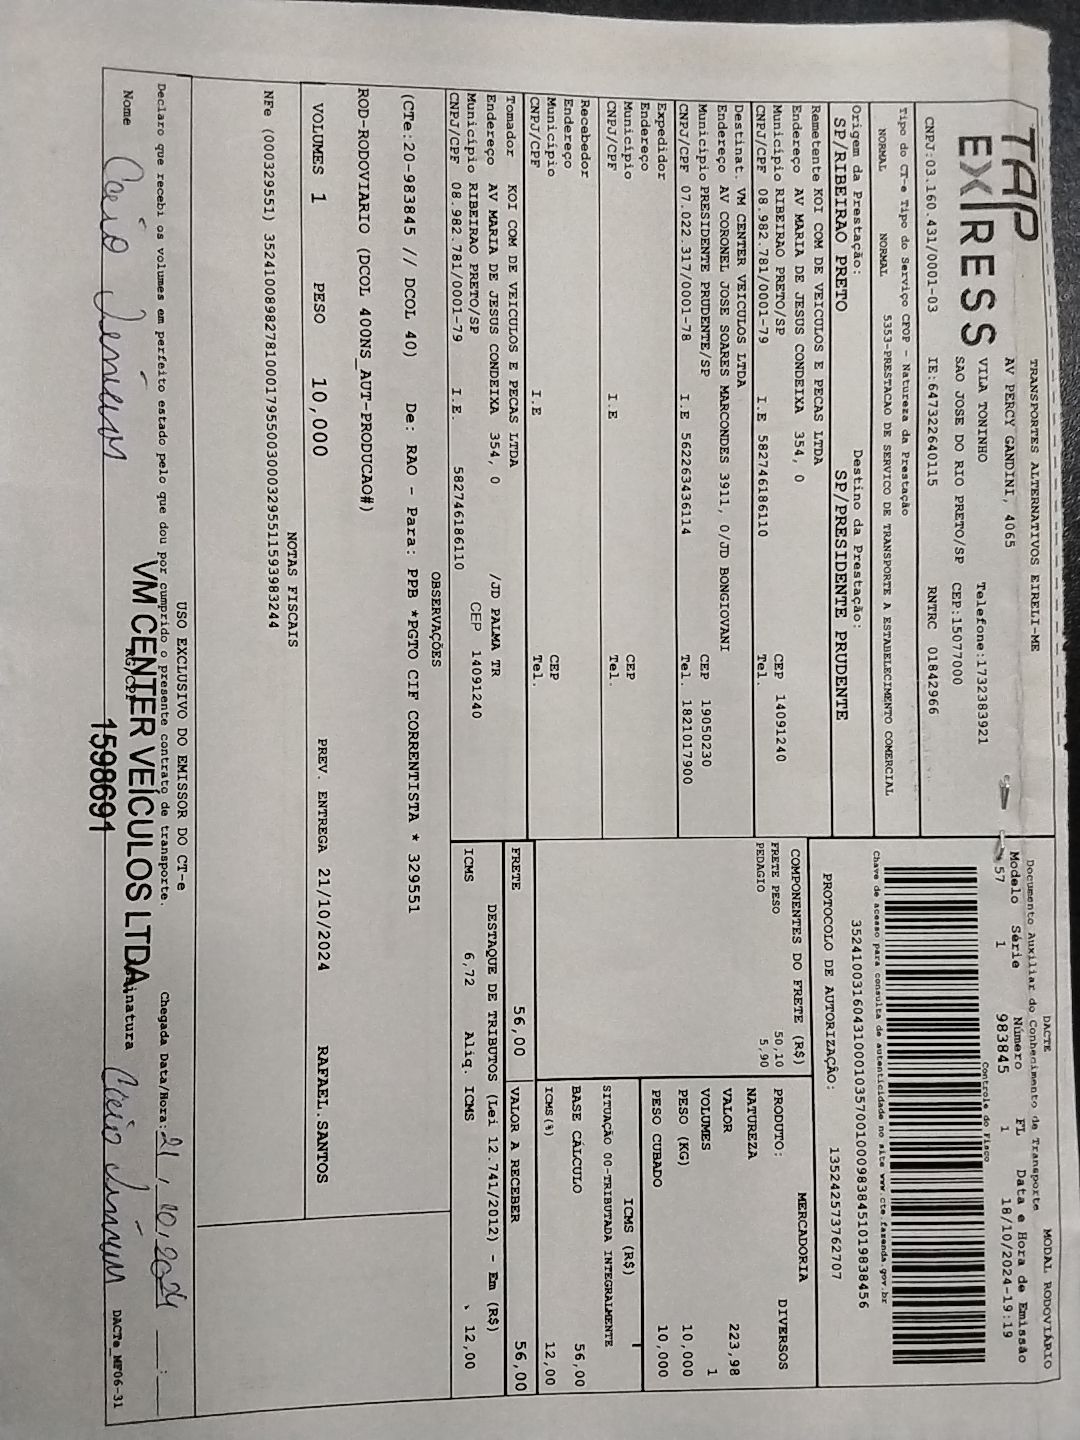 TAP
EXPRESS
TRANSPORTES ALTERNATIVOS EIRELI-ME
AV PERCY GANDINI, 4065
VILA TONINHO Telefone:1732383921
SAO JOSE DO RIO PRETO/SP CEP:15077000
CNPJ:03.160.431/0001-03 IE:647322640115 RNTRC 01842966
DACTE MODAL RODOVIÁRIO
Documento Auxiliar do Conhecimento de Transporte
Modelo Série Número FL Data e Hora de Emissão
57 1 983845 1 18/10/2024-19:19
Controle do Fisco
Chave de acesso para consulta de autenticidade no site www.cte.fazenda.gov.br
35241003160431000103570010009838451019838456
PROTOCOLO DE AUTORIZAÇÃO: 135242573762707
Tipo do CT-e Tipo do Serviço CFOP - Natureza da Prestação
NORMAL NORMAL 5353-PRESTACAO DE SERVICO DE TRANSPORTE A ESTABELECIMENTO COMERCIAL
Origem da Prestação: Destino da Prestação:
SP/RIBEIRAO PRETO SP/PRESIDENTE PRUDENTE
Remetente KOI COM DE VEICULOS E PECAS LTDA
Endereço AV MARIA DE JESUS CONDEIXA 354, 0
Município RIBEIRAO PRETO/SP CEP 14091240
CNPJ/CPF 08.982.781/0001-79 I.E 582746186110 Tel.
Destinat. VM CENTER VEICULOS LTDA
Endereço AV CORONEL JOSE SOARES MARCONDES 3911, 0/JD BONGIOVANI
Município PRESIDENTE PRUDENTE/SP CEP 19050230
CNPJ/CPF 07.022.317/0001-78 I.E 562263436114 Tel. 1821017900
Expedidor
Endereço
Município CEP
CNPJ/CPF I.E Tel.
Recebedor
Endereço
Município CEP
CNPJ/CPF I.E Tel.
Tomador KOI COM DE VEICULOS E PECAS LTDA
Endereço AV MARIA DE JESUS CONDEIXA 354, 0 /JD PALMA TR
Município RIBEIRAO PRETO/SP CEP 14091240
CNPJ/CPF 08.982.781/0001-79 I.E. 582746186110
COMPONENTES DO FRETE (R$)
FRETE PESO 50,10
PEDAGIO 5,90
MERCADORIA
PRODUTO: DIVERSOS
NATUREZA
VALOR 223,98
VOLUMES 1
PESO (KG) 10,000
PESO CUBADO 10,000
ICMS (R$)
SITUAÇÃO 00-TRIBUTADA INTEGRALMENTE
BASE CÁLCULO 56,00
ICMS(%) 12,00
FRETE 56,00 VALOR A RECEBER 56,00
DESTAQUE DE TRIBUTOS (Lei 12.741/2012) - Em (R$)
ICMS 6,72 Aliq. ICMS 12,00
OBSERVAÇÕES
(CTe:20-983845 // DCOL 40) De: RAO - Para: PPB *PGTO CIF CORRENTISTA * 329551
ROD-RODOVIARIO (DCOL 400NS_AUT-PRODUCAO#)
VOLUMES 1 PESO 10,000 PREV. ENTREGA 21/10/2024 RAFAEL.SANTOS
NOTAS FISCAIS
NFe (000329551) 35241008982781000179550030003295511593983244
USO EXCLUSIVO DO EMISSOR DO CT-e
Declaro que recebi os volumes em perfeito estado pelo que dou por cumprido o presente contrato de transporte. Chegada Data/Hora: 21/10/2024 :
Nome RG/CPF
VM CENTER VEÍCULOS LTDA
1598691
DACTe_MF06-31